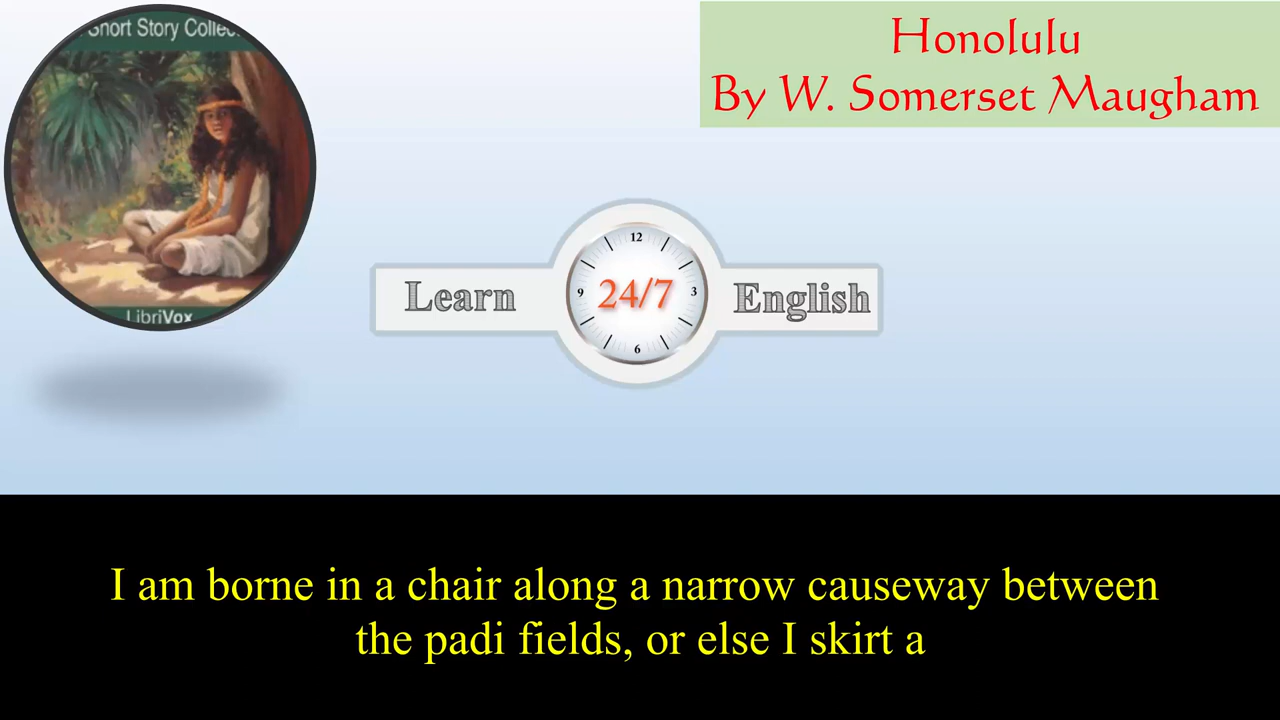 Short Story Collec
LibriVox
Honolulu
By W. Somerset Maugham
Learn 24/7 English
12
9
3
6
I am borne in a chair along a narrow causeway between
the padi fields, or else I skirt a